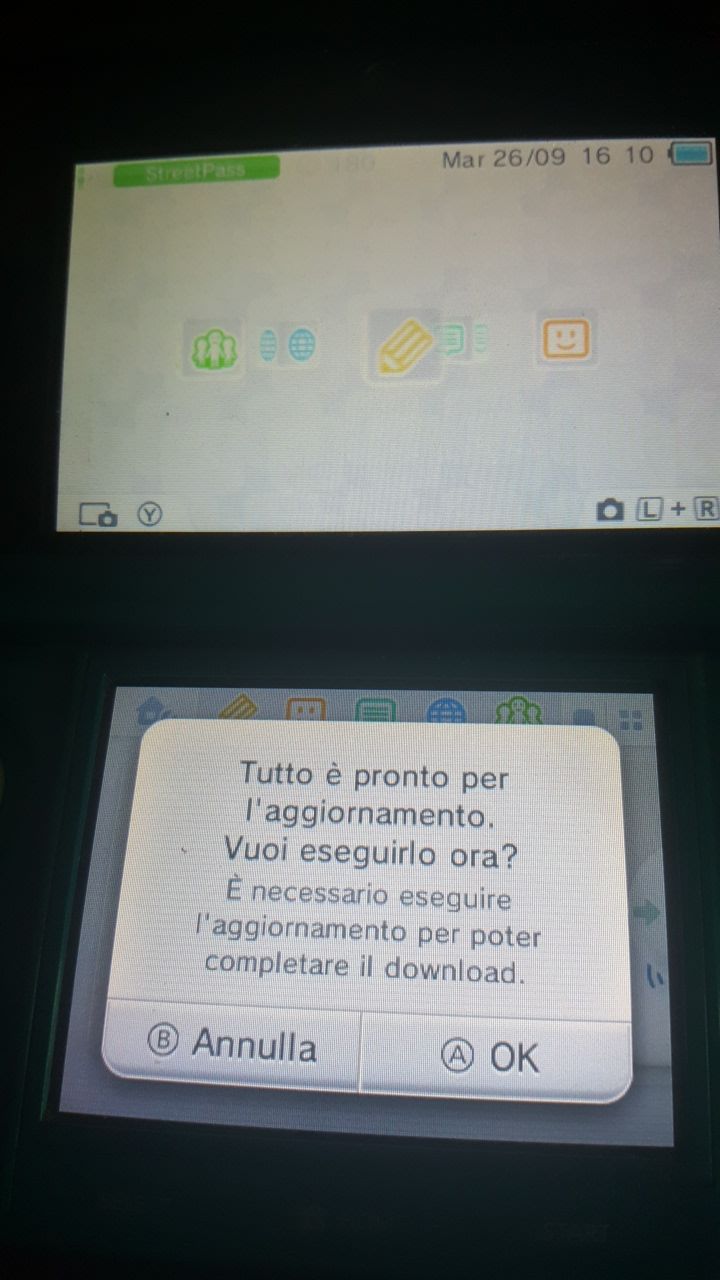 StreetPass
Mar 26/09 16 10
Y
L + R
Tutto è pronto per
l'aggiornamento.
Vuoi eseguirlo ora?
È necessario eseguire
l'aggiornamento per poter
completare il download.
B Annulla
A OK